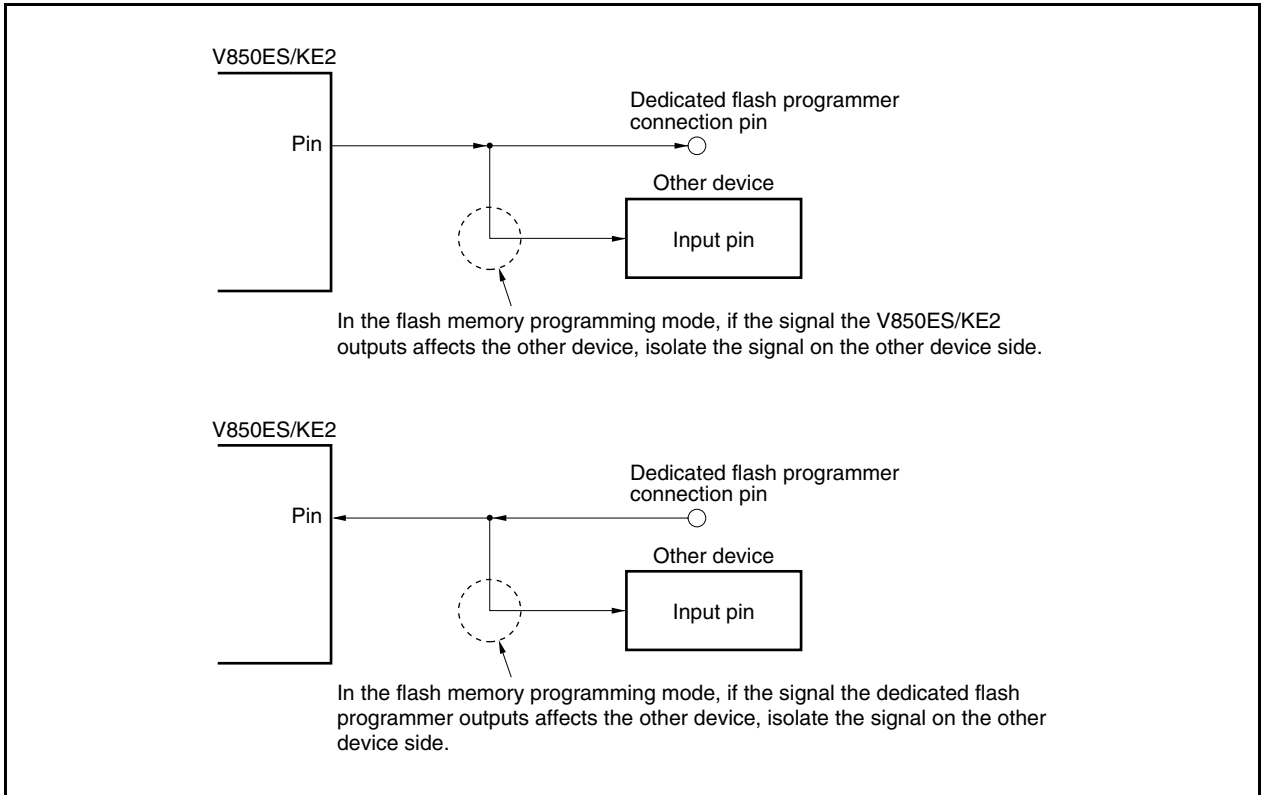 V850ES/KE2
Pin
Dedicated flash programmer
connection pin
Other device
Input pin
In the flash memory programming mode, if the signal the V850ES/KE2
outputs affects the other device, isolate the signal on the other device side.
V850ES/KE2
Pin
Dedicated flash programmer
connection pin
Other device
Input pin
In the flash memory programming mode, if the signal the dedicated flash
programmer outputs affects the other device, isolate the signal on the other
device side.